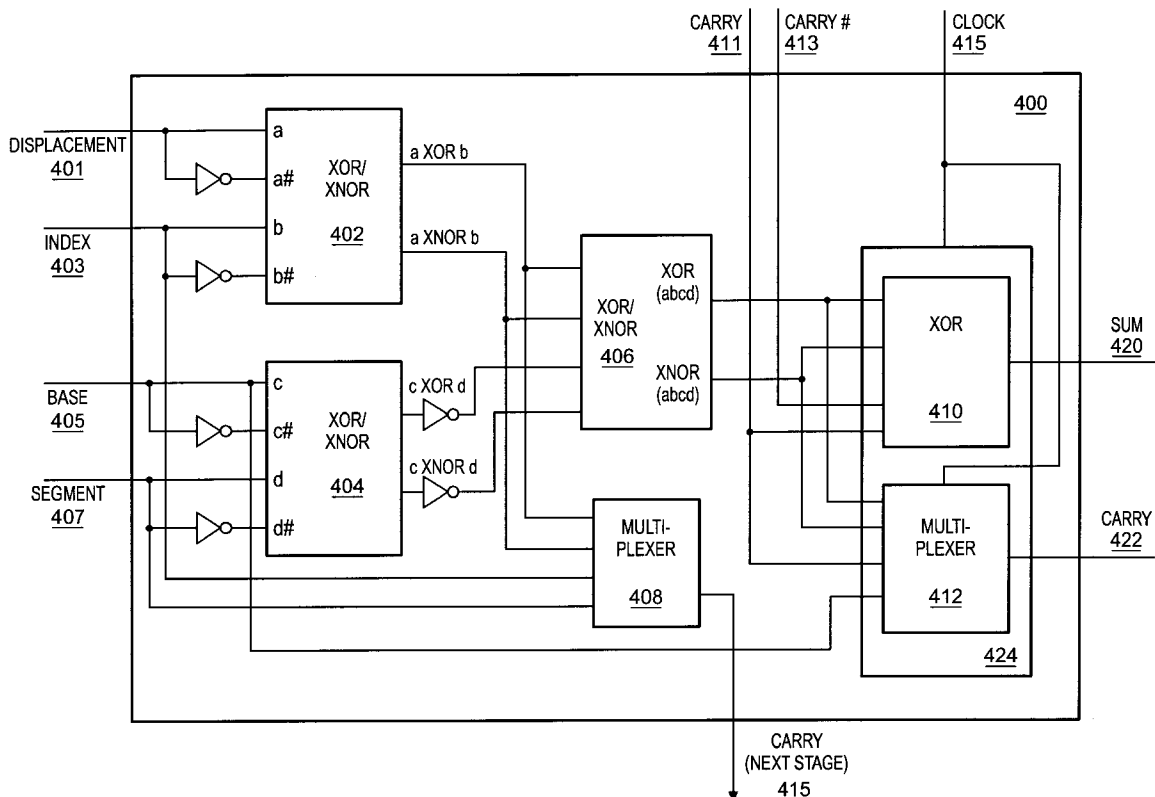 CARRY
411
CARRY #
413
CLOCK
415
400
DISPLACEMENT
401
a
a#
XOR/
XNOR
402
b
b#
INDEX
403
a XOR b
a XNOR b
XOR/
XNOR
406
XOR
(abcd)
XNOR
(abcd)
XOR
410
SUM
420
BASE
405
c
c#
XOR/
XNOR
404
d
d#
SEGMENT
407
c XOR d
c XNOR d
MULTI-
PLEXER
408
MULTI-
PLEXER
412
CARRY
422
424
CARRY
(NEXT STAGE)
415